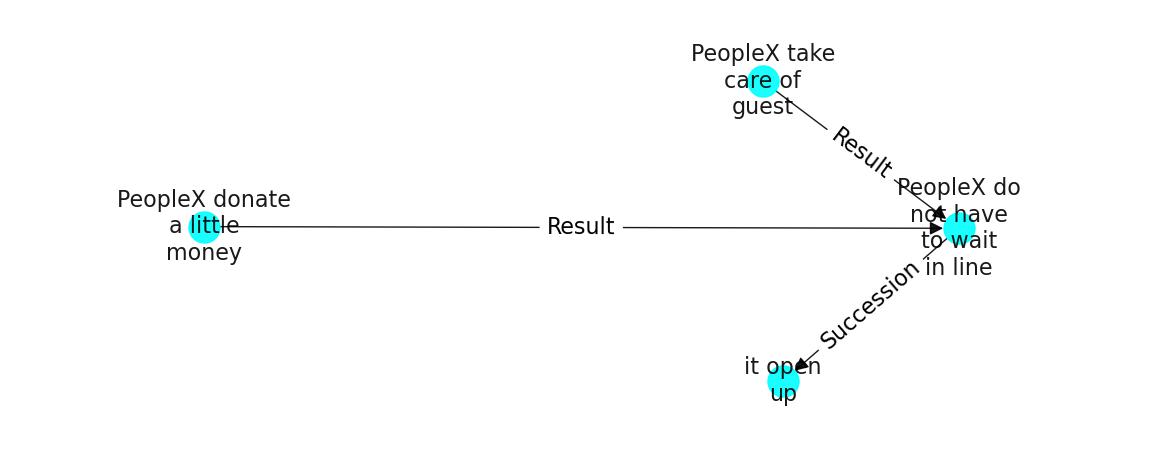 PeopleX take
care of
guest
Result
PeopleX do
not have
to wait
in line
PeopleX donate
a little
money
Result
Succession
it open
up